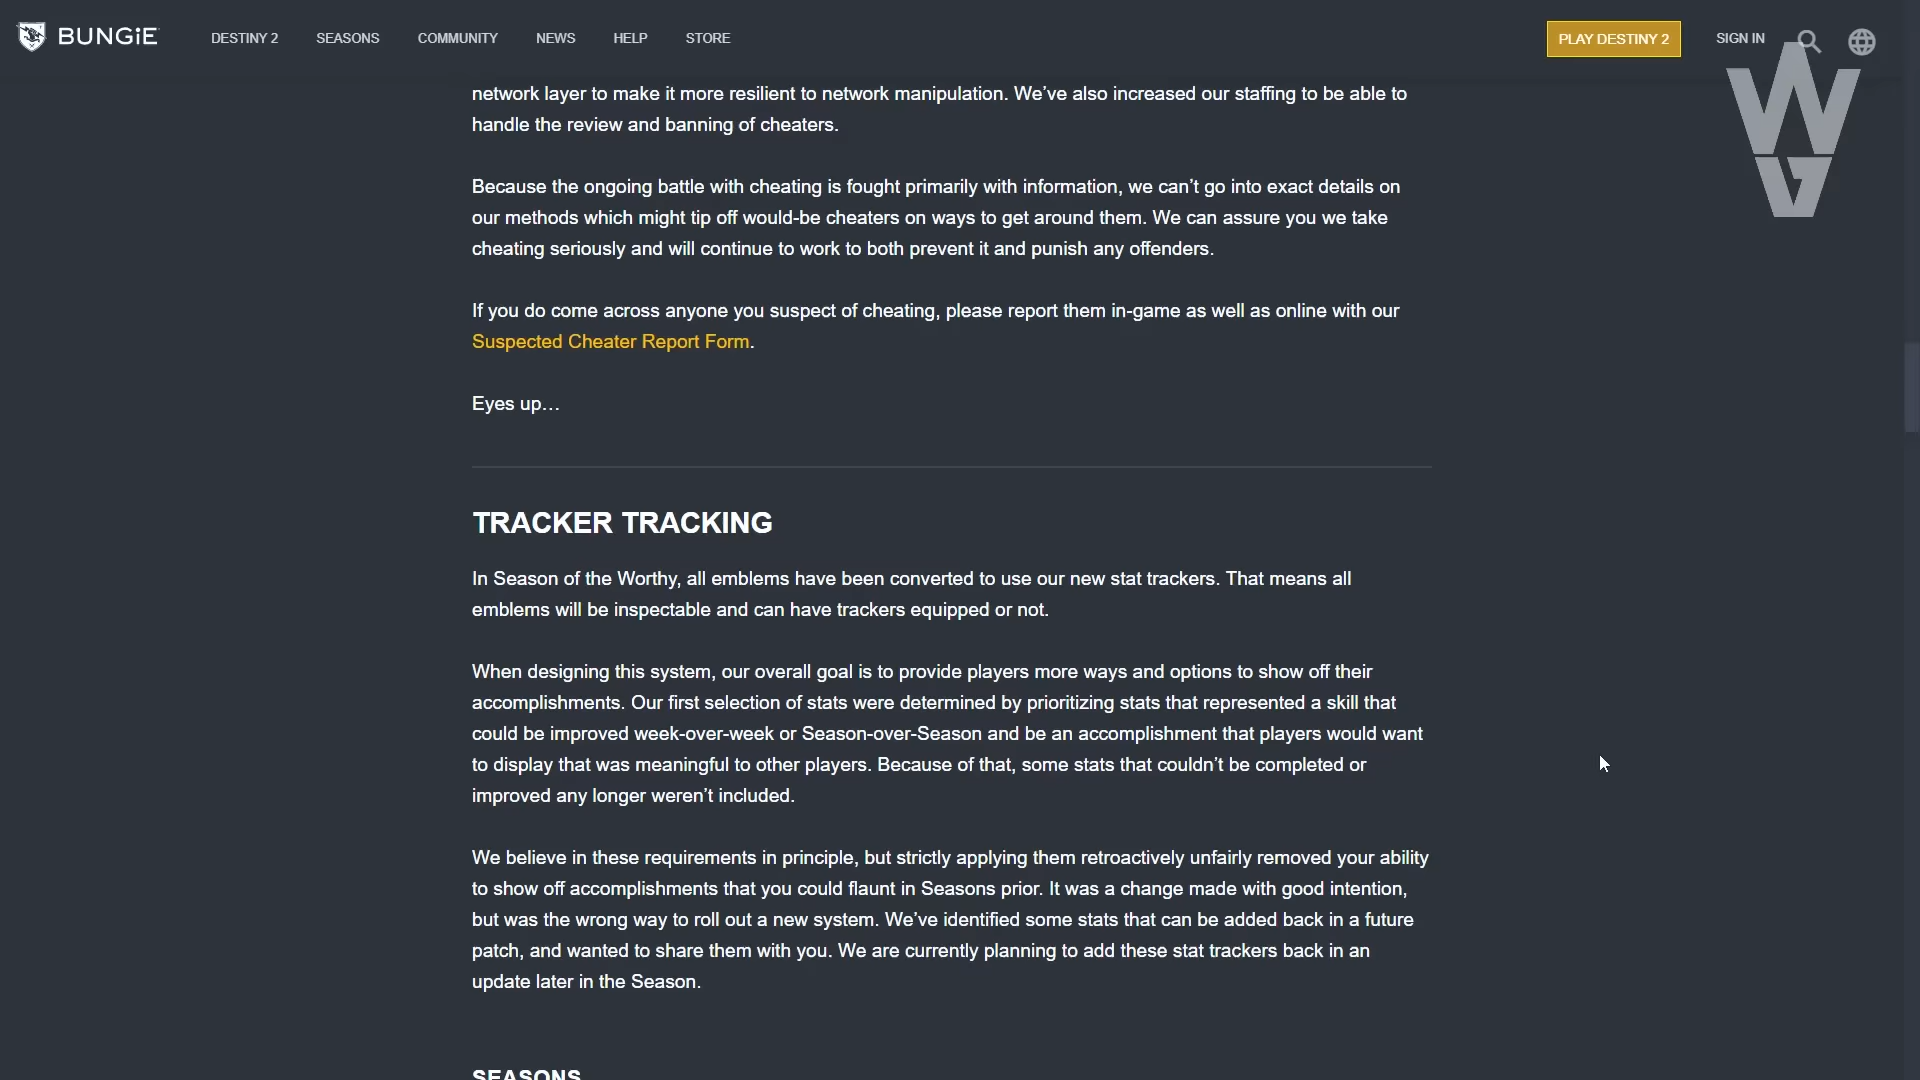 BUNGiE
DESTINY 2 SEASONS COMMUNITY NEWS HELP STORE PLAY DESTINY 2 SIGN IN
WG
network layer to make it more resilient to network manipulation. We’ve also increased our staffing to be able to
handle the review and banning of cheaters.
Because the ongoing battle with cheating is fought primarily with information, we can’t go into exact details on
our methods which might tip off would-be cheaters on ways to get around them. We can assure you we take
cheating seriously and will continue to work to both prevent it and punish any offenders.
If you do come across anyone you suspect of cheating, please report them in-game as well as online with our
Suspected Cheater Report Form.
Eyes up…
TRACKER TRACKING
In Season of the Worthy, all emblems have been converted to use our new stat trackers. That means all
emblems will be inspectable and can have trackers equipped or not.
When designing this system, our overall goal is to provide players more ways and options to show off their
accomplishments. Our first selection of stats were determined by prioritizing stats that represented a skill that
could be improved week-over-week or Season-over-Season and be an accomplishment that players would want
to display that was meaningful to other players. Because of that, some stats that couldn’t be completed or
improved any longer weren’t included.
We believe in these requirements in principle, but strictly applying them retroactively unfairly removed your ability
to show off accomplishments that you could flaunt in Seasons prior. It was a change made with good intention,
but was the wrong way to roll out a new system. We’ve identified some stats that can be added back in a future
patch, and wanted to share them with you. We are currently planning to add these stat trackers back in an
update later in the Season.
SEASONS